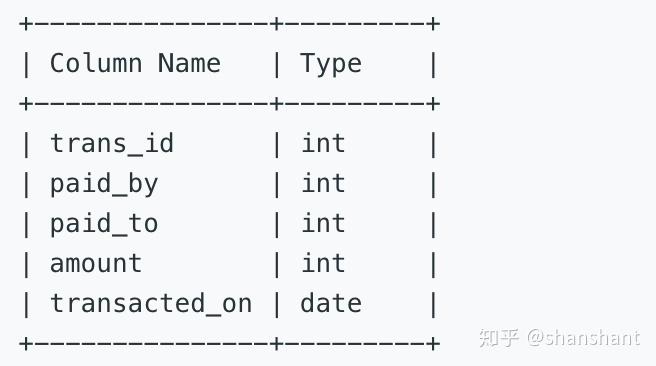 +---------------+---------+
| Column Name   | Type    |
+---------------+---------+
| trans_id      | int     |
| paid_by       | int     |
| paid_to       | int     |
| amount        | int     |
| transacted_on | date    |
+---------------+---------+
知乎 @shanshant